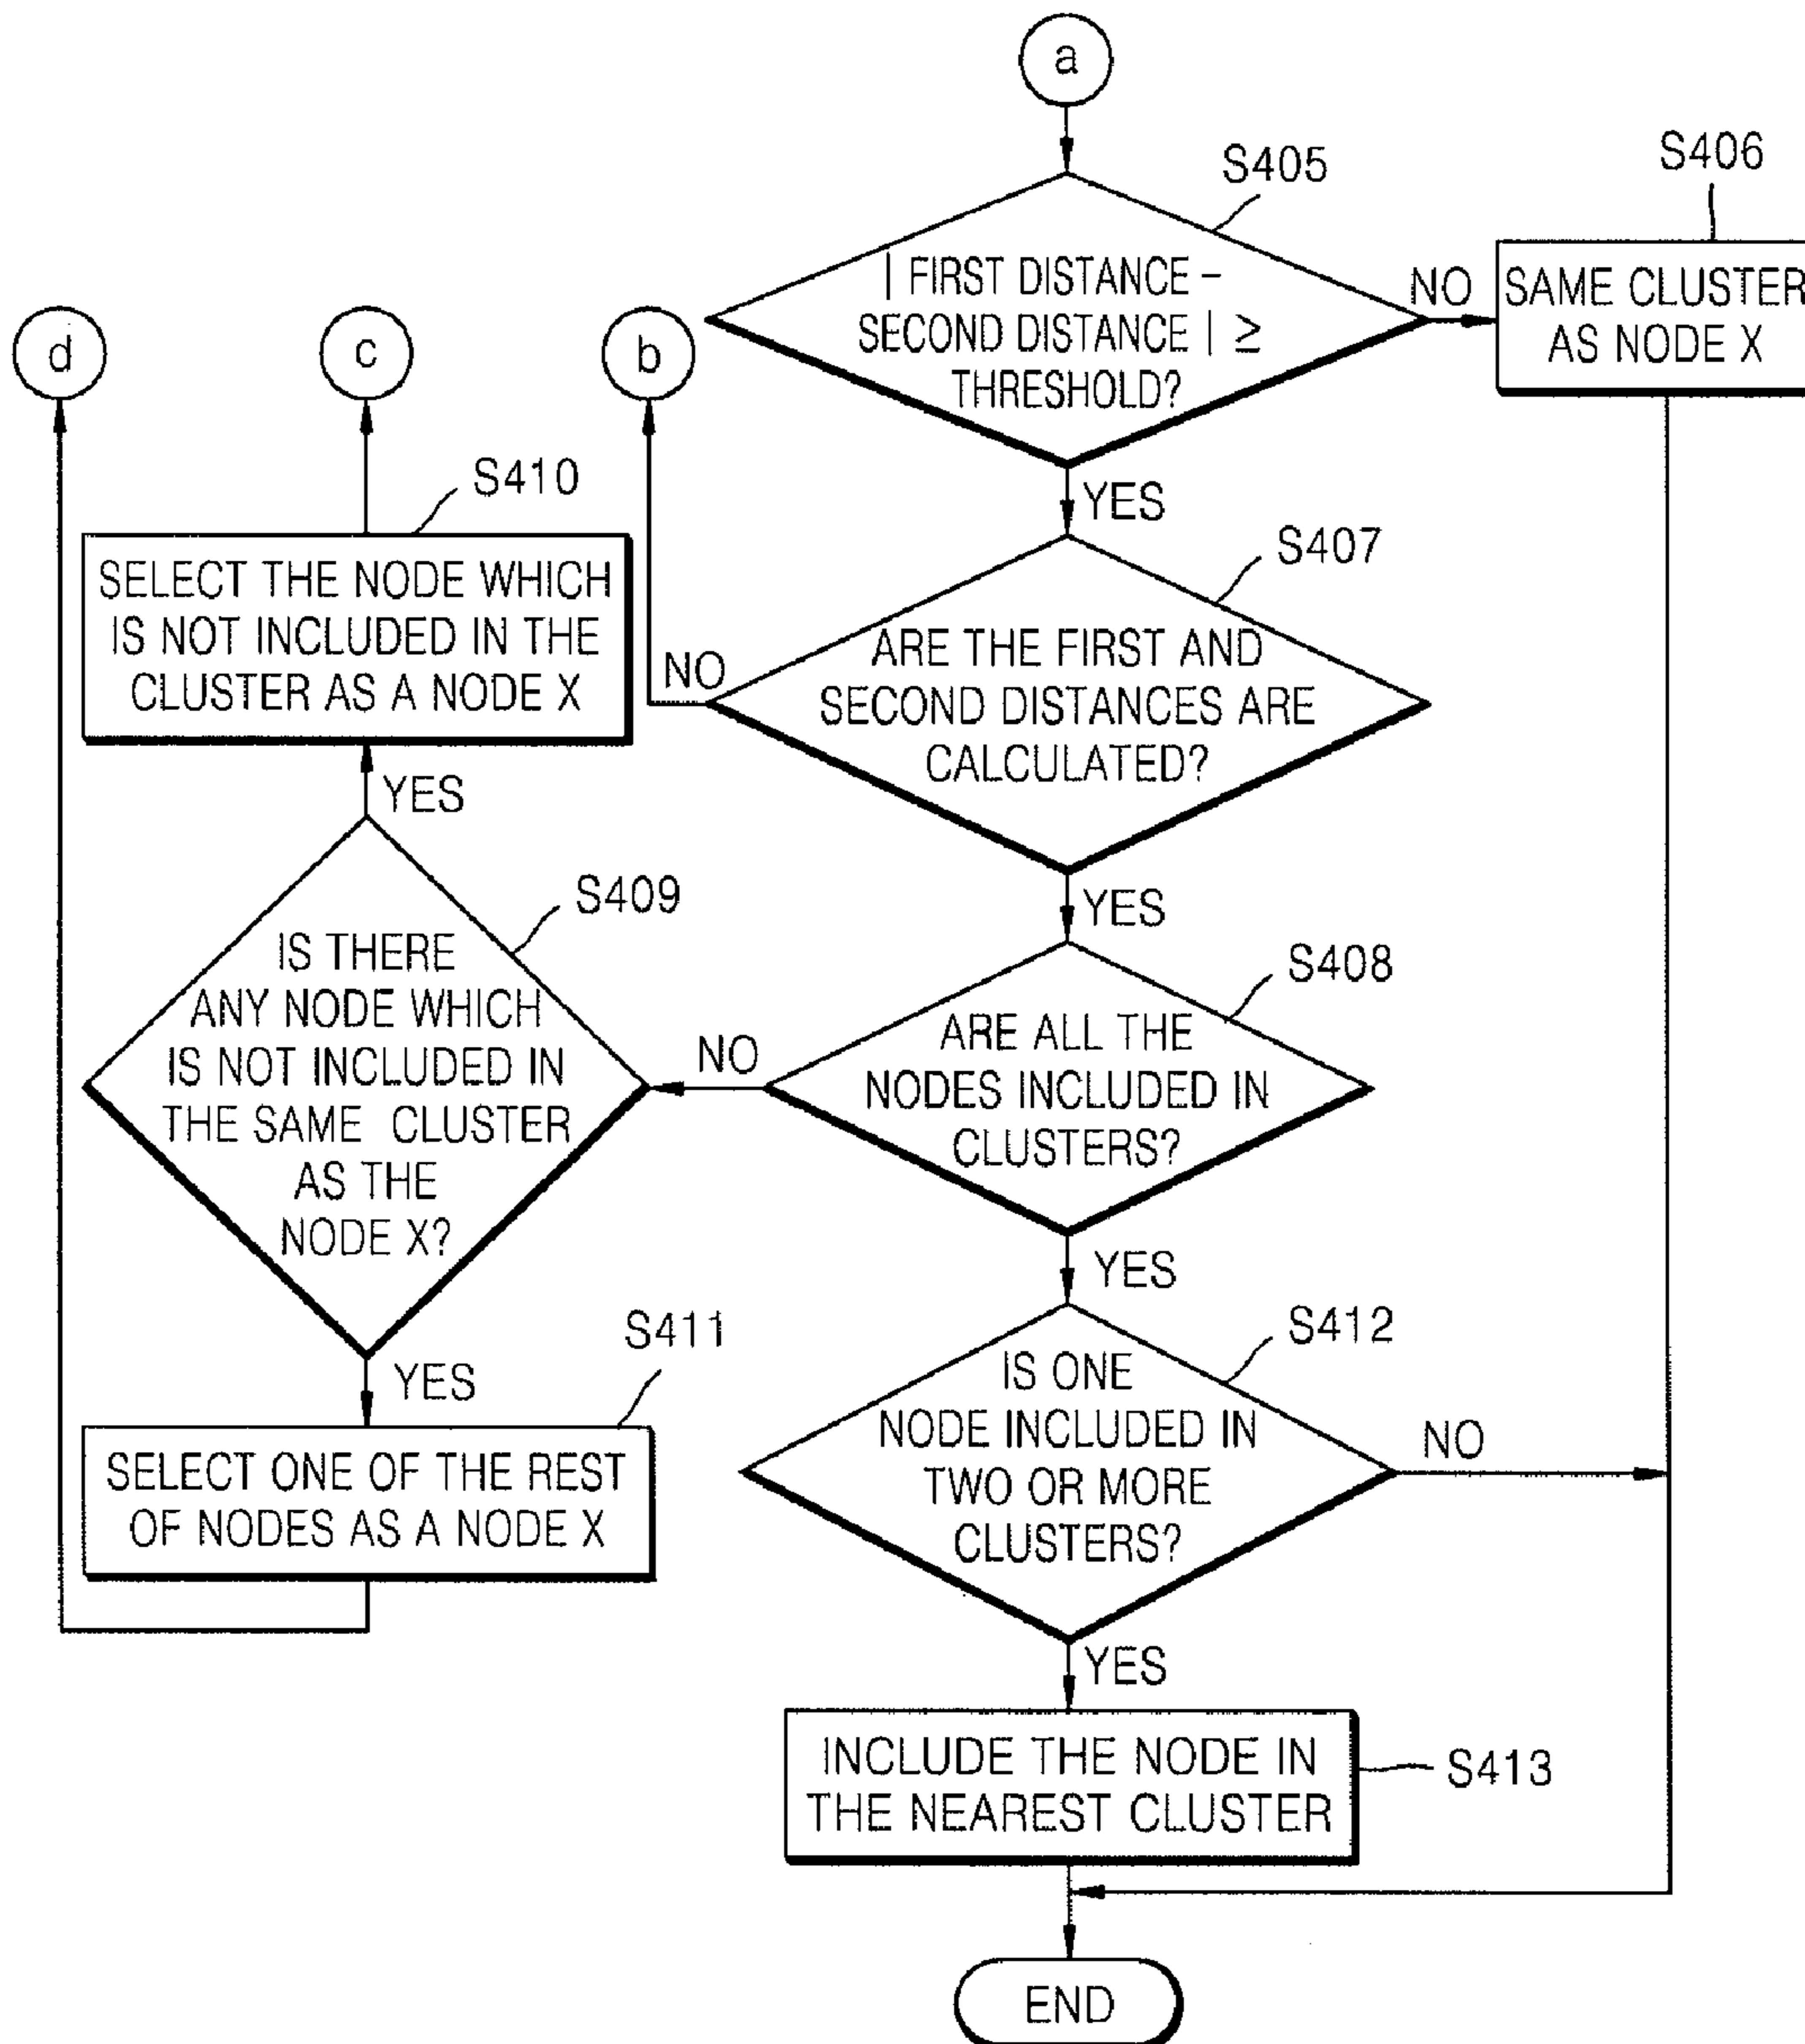 a
S405
S406
| FIRST DISTANCE –
SECOND DISTANCE | ≥
THRESHOLD?
NO
SAME CLUSTER
AS NODE X
d
c
b
YES
S410
SELECT THE NODE WHICH
IS NOT INCLUDED IN THE
CLUSTER AS A NODE X
S407
ARE THE FIRST AND
SECOND DISTANCES ARE
CALCULATED?
NO
YES
YES
S409
IS THERE
ANY NODE WHICH
IS NOT INCLUDED IN
THE SAME CLUSTER
AS THE
NODE X?
S408
ARE ALL THE
NODES INCLUDED IN
CLUSTERS?
NO
YES
YES
S411
SELECT ONE OF THE REST
OF NODES AS A NODE X
S412
IS ONE
NODE INCLUDED IN
TWO OR MORE
CLUSTERS?
NO
YES
INCLUDE THE NODE IN
THE NEAREST CLUSTER
S413
END